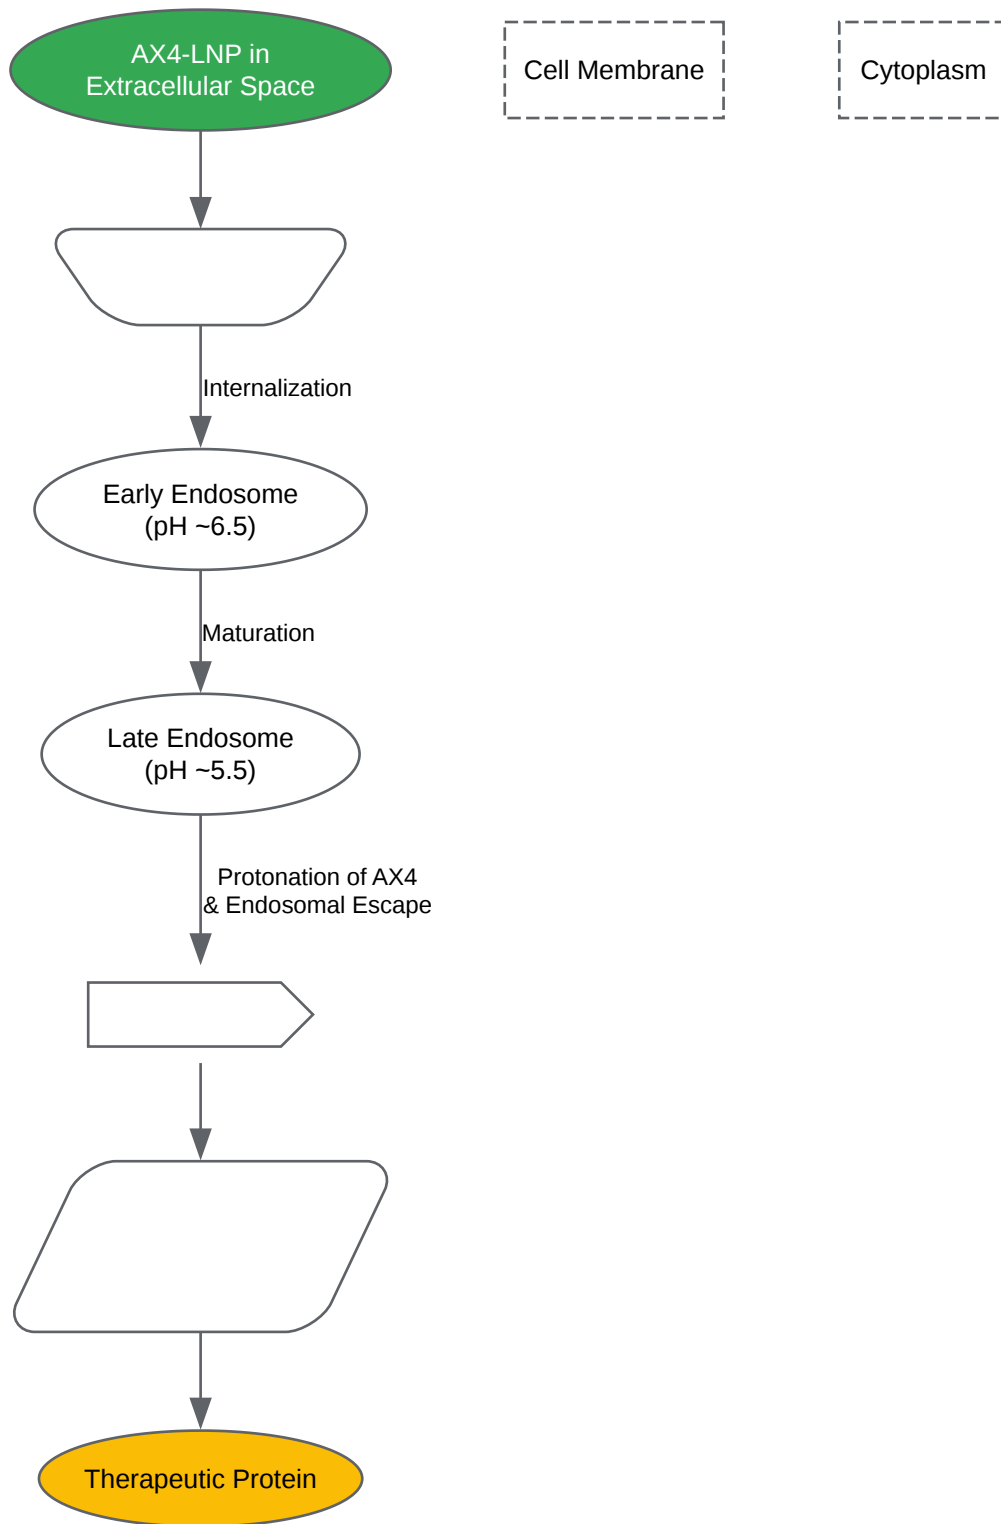 AX4-LNP in
Extracellular Space
Cell Membrane
Cytoplasm
Internalization
Early Endosome
(pH ~6.5)
Maturation
Late Endosome
(pH ~5.5)
Protonation of AX4
& Endosomal Escape
Therapeutic Protein